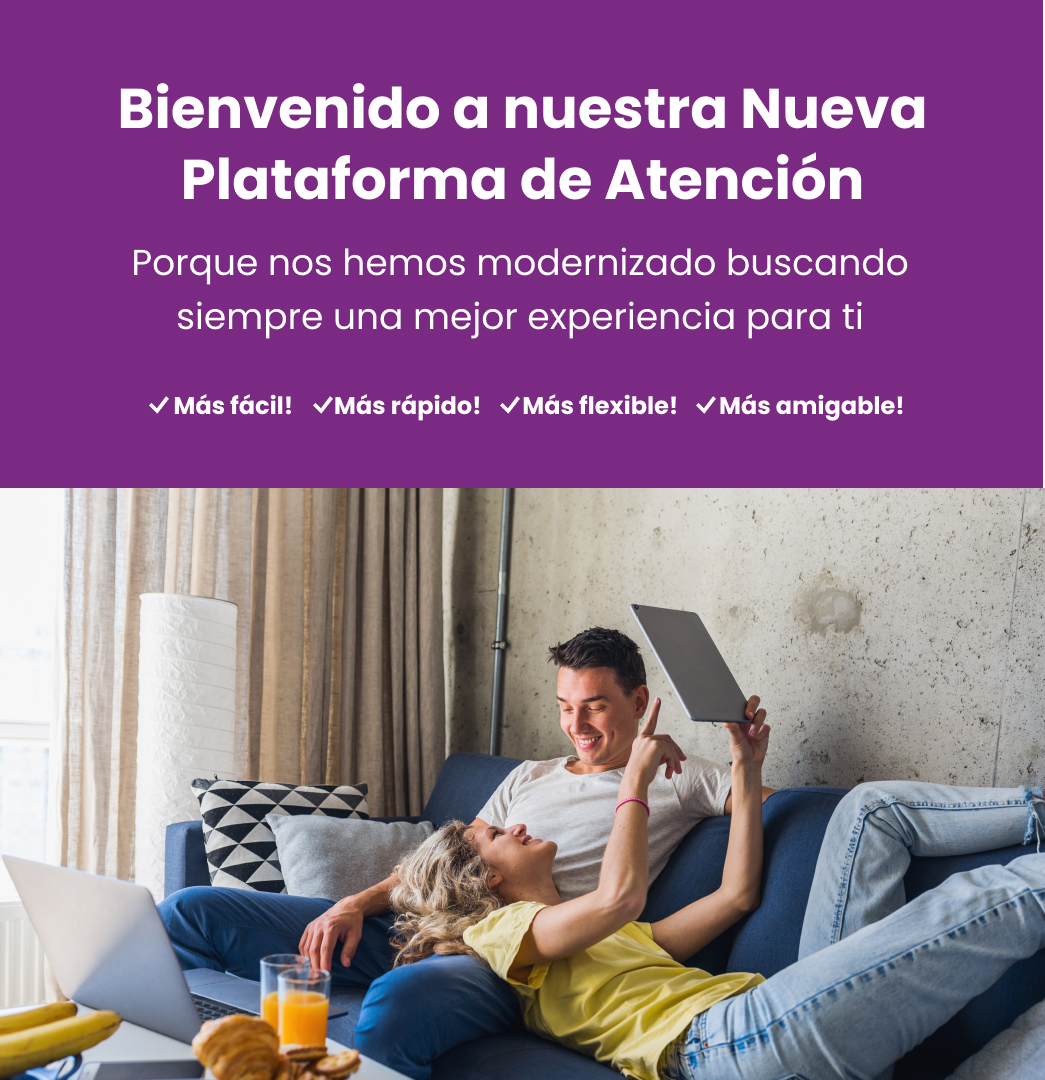 Bienvenido a nuestra Nueva
Plataforma de Atención
Porque nos hemos modernizado buscando
siempre una mejor experiencia para ti
✓ Más fácil! ✓ Más rápido! ✓ Más flexible! ✓ Más amigable!